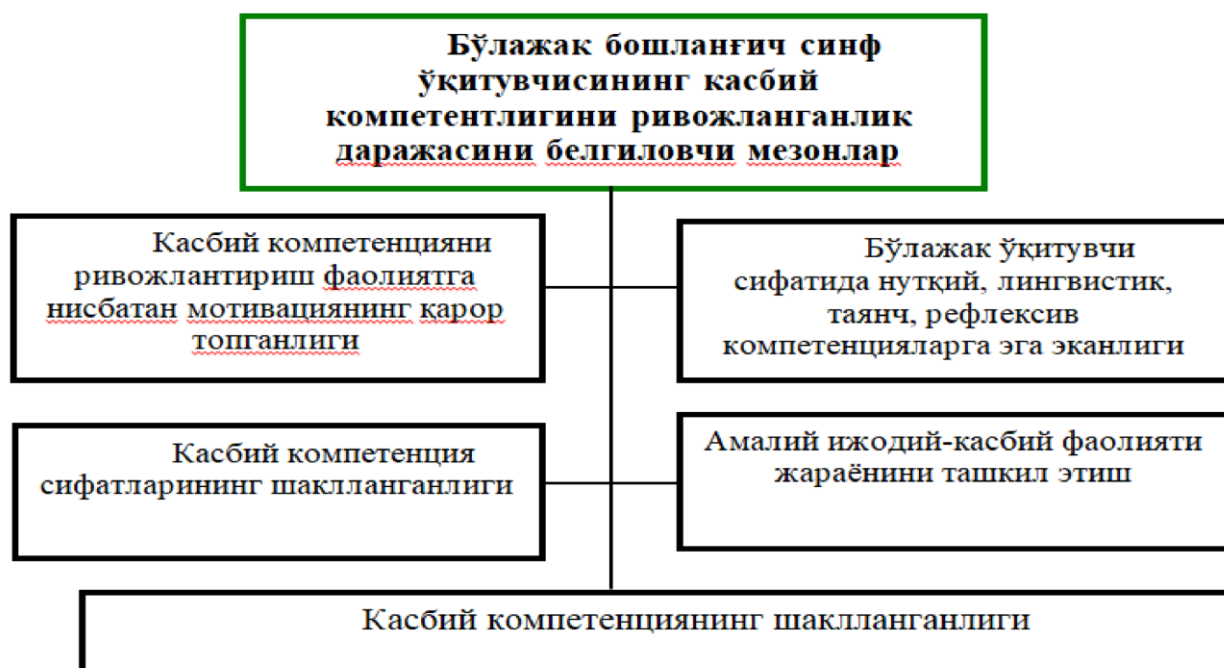 Бўлажак бошланғич синф
ўқитувчисининг касбий
компетентлигини ривожланганлик
даражасини белгиловчи мезонлар
Касбий компетенцияни
ривожлантириш фаолиятга
нисбатан мотивациянинг қарор
топганлиги
Бўлажак ўқитувчи
сифатида нутқий, лингвистик,
таянч, рефлексив
компетенцияларга эга эканлиги
Касбий компетенция
сифатларининг шаклланганлиги
Амалий ижодий-касбий фаолияти
жараёнини ташкил этиш
Касбий компетенциянинг шаклланганлиги